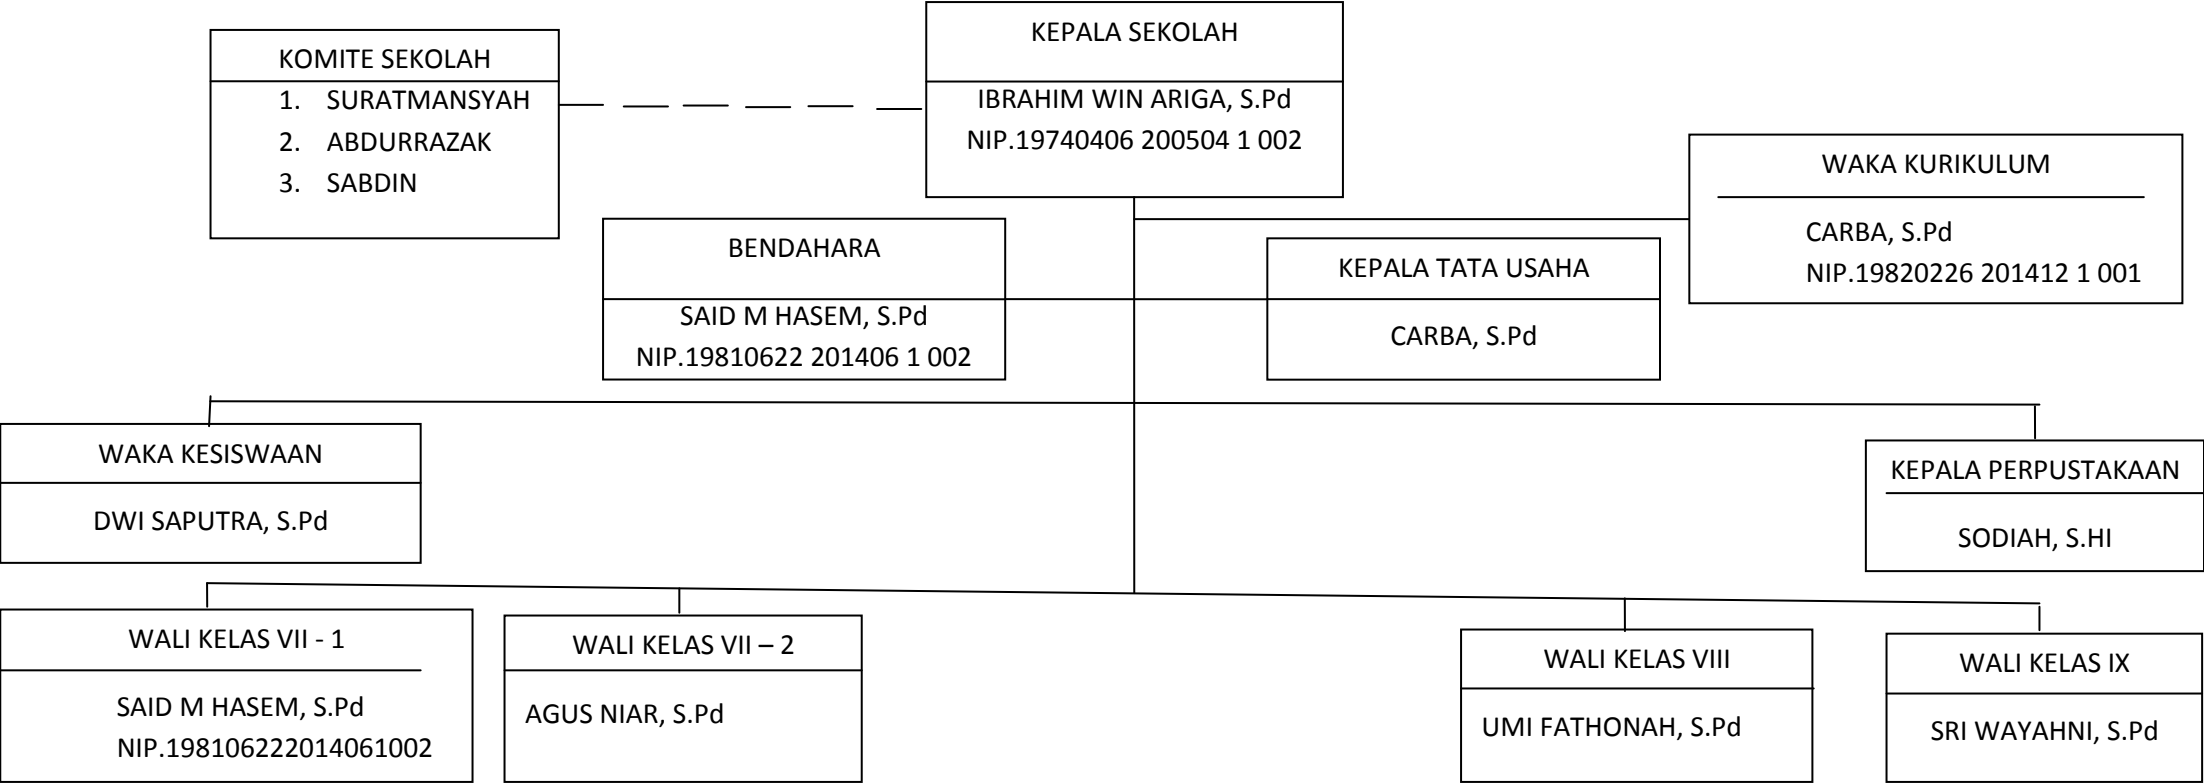 KOMITE SEKOLAH
1. SURATMANSYAH
2. ABDURRAZAK
3. SABDIN
KEPALA SEKOLAH
IBRAHIM WIN ARIGA, S.Pd
NIP.19740406 200504 1 002
WAKA KURIKULUM
CARBA, S.Pd
NIP.19820226 201412 1 001
BENDAHARA
SAID M HASEM, S.Pd
NIP.19810622 201406 1 002
KEPALA TATA USAHA
CARBA, S.Pd
WAKA KESISWAAN
DWI SAPUTRA, S.Pd
KEPALA PERPUSTAKAAN
SODIAH, S.HI
WALI KELAS VII - 1
SAID M HASEM, S.Pd
NIP.198106222014061002
WALI KELAS VII – 2
AGUS NIAR, S.Pd
WALI KELAS VIII
UMI FATHONAH, S.Pd
WALI KELAS IX
SRI WAYAHNI, S.Pd